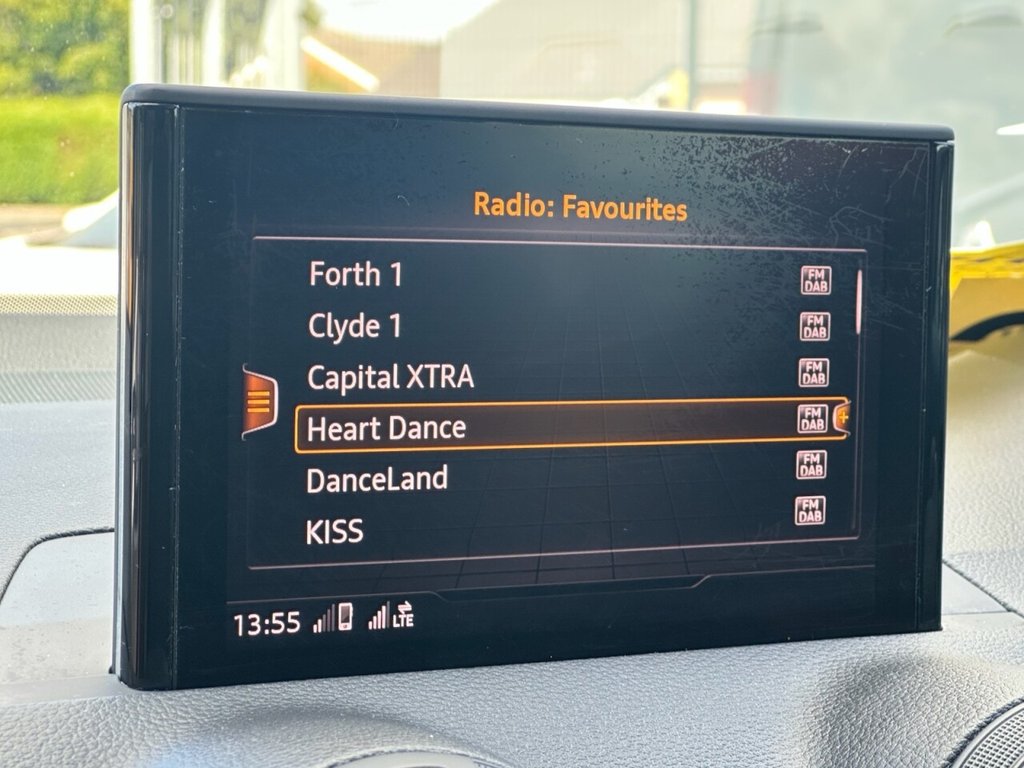 Radio: Favourites
Forth 1 FM DAB
Clyde 1 FM DAB
Capital XTRA FM DAB
Heart Dance FM DAB +
DanceLand FM DAB
KISS FM DAB
13:55 LTE